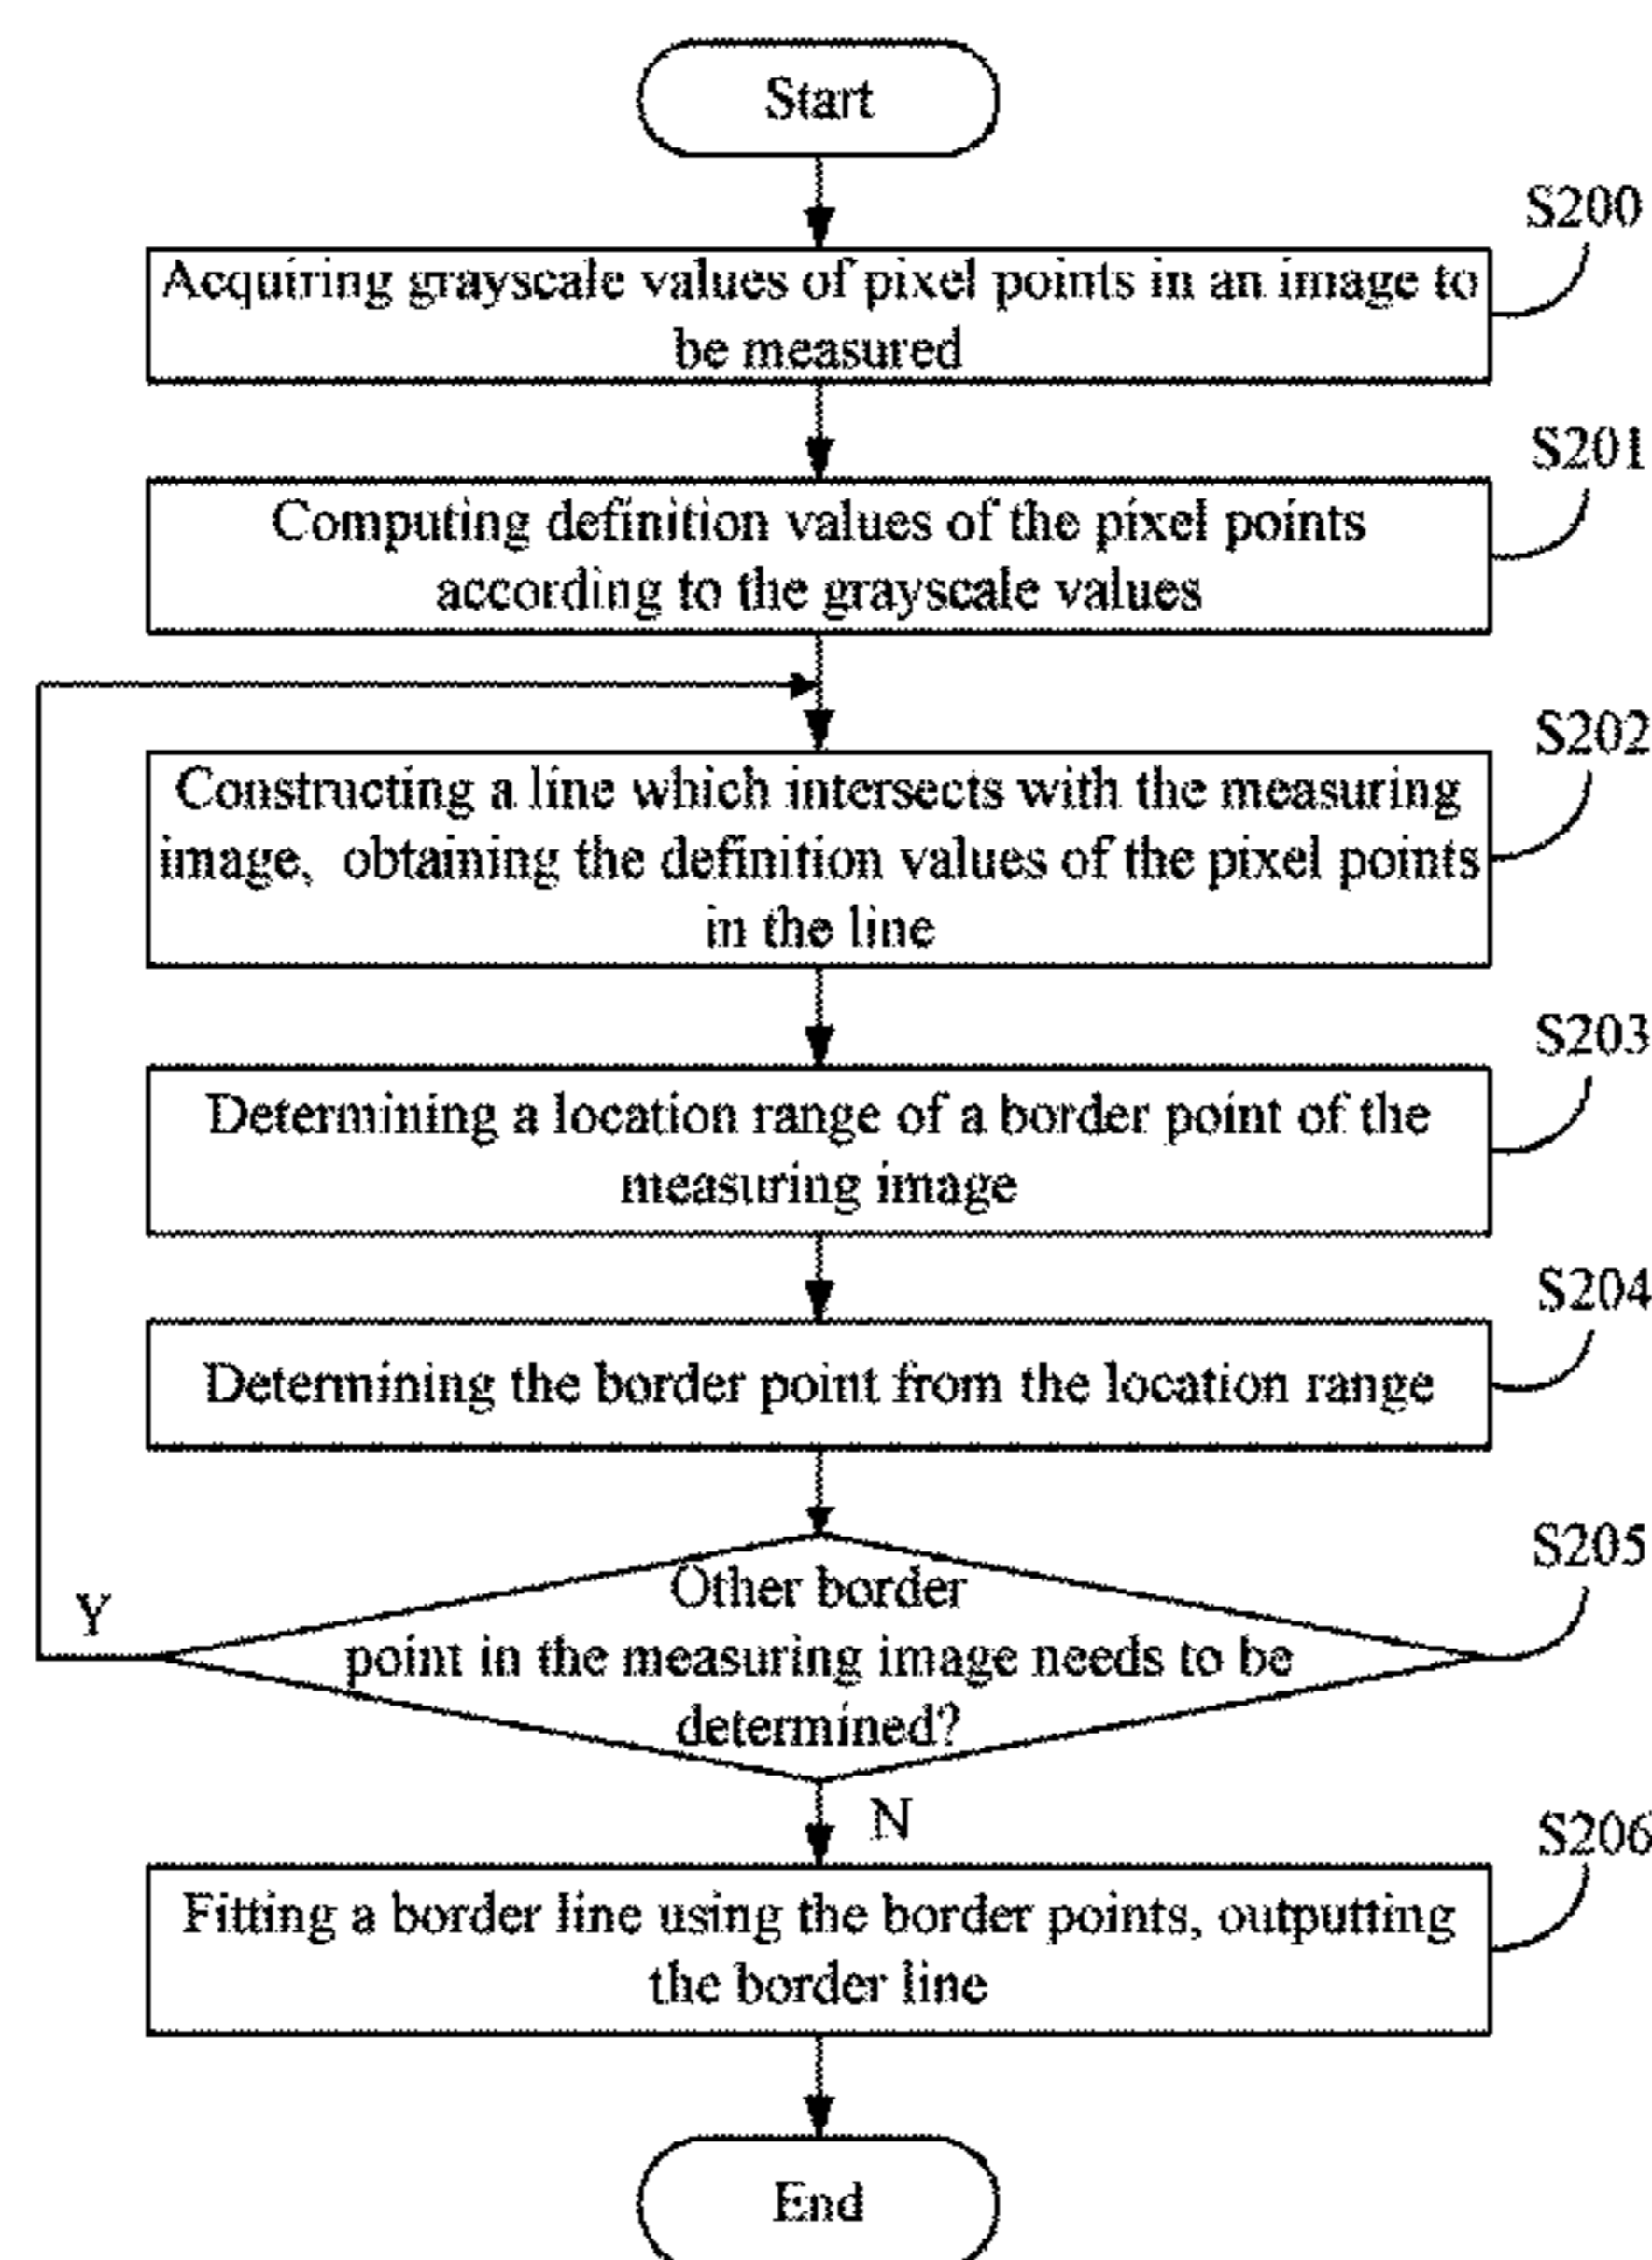 Start
S200
Acquiring grayscale values of pixel points in an image to
be measured
S201
Computing definition values of the pixel points
according to the grayscale values
S202
Constructing a line which intersects with the measuring
image, obtaining the definition values of the pixel points
in the line
S203
Determining a location range of a border point of the
measuring image
S204
Determining the border point from the location range
S205
Other border
point in the measuring image needs to be
determined?
Y
N
S206
Fitting a border line using the border points, outputting
the border line
End